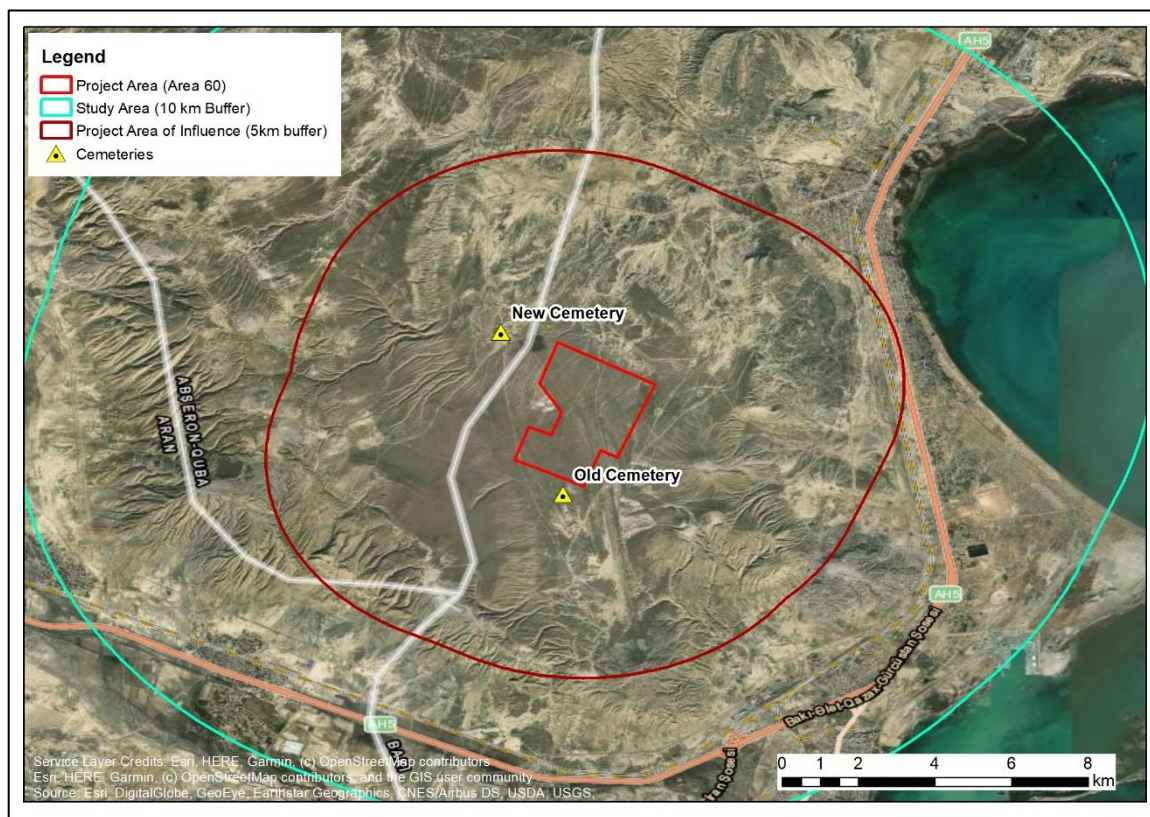 Legend
Project Area (Area 60)
Study Area (10 km Buffer)
Project Area of Influence (5km buffer)
Cemeteries
AH5
New Cemetery
ABŞERON-QUBA
ARAN
Old Cemetery
AH5
Bakı-Ələt-Qazax-Gürcüstan Şosesi
AH5
Şosesi
Service Layer Credits: Esri, HERE, Garmin, (c) OpenStreetMap contributors
Esri, HERE, Garmin, (c) OpenStreetMap contributors, and the GIS user community
Source: Esri, DigitalGlobe, GeoEye, Earthstar Geographics, CNES/Airbus DS, USDA, USGS,
0 1 2 4 6 8
km